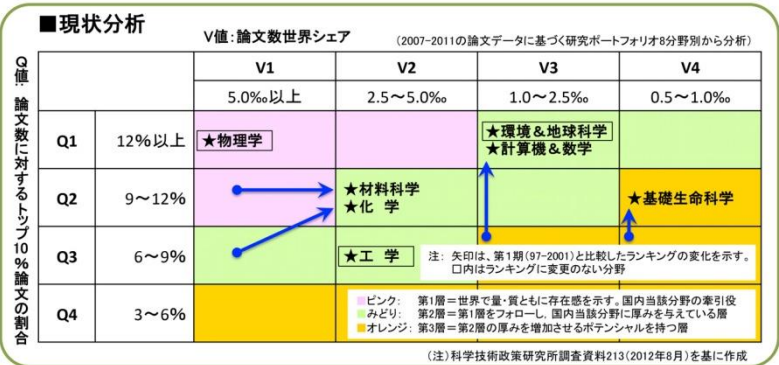 ■現状分析
V値:論文数世界シェア
(2007-2011の論文データに基づく研究ポートフォリオ8分野別から分析)
Q値:論文数に対するトップ10%論文の割合
V1 V2 V3 V4
5.0‰以上 2.5～5.0‰ 1.0～2.5‰ 0.5～1.0‰
Q1 12%以上 ★物理学 ★環境&地球科学
★計算機&数学
Q2 9～12% ★材料科学 ★基礎生命科学
★化 学
Q3 6～9% ★工 学
注: 矢印は、第1期(97-2001)と比較したランキングの変化を示す。
□内はランキングに変更のない分野
Q4 3～6%
ピンク: 第1層＝世界で量・質ともに存在感を示す。国内当該分野の牽引役
みどり: 第2層＝第1層をフォローし、国内当該分野に厚みを与えている層
オレンジ: 第3層＝第2層の厚みを増加させるポテンシャルを持つ層
(注)科学技術政策研究所調査資料213(2012年8月)を基に作成